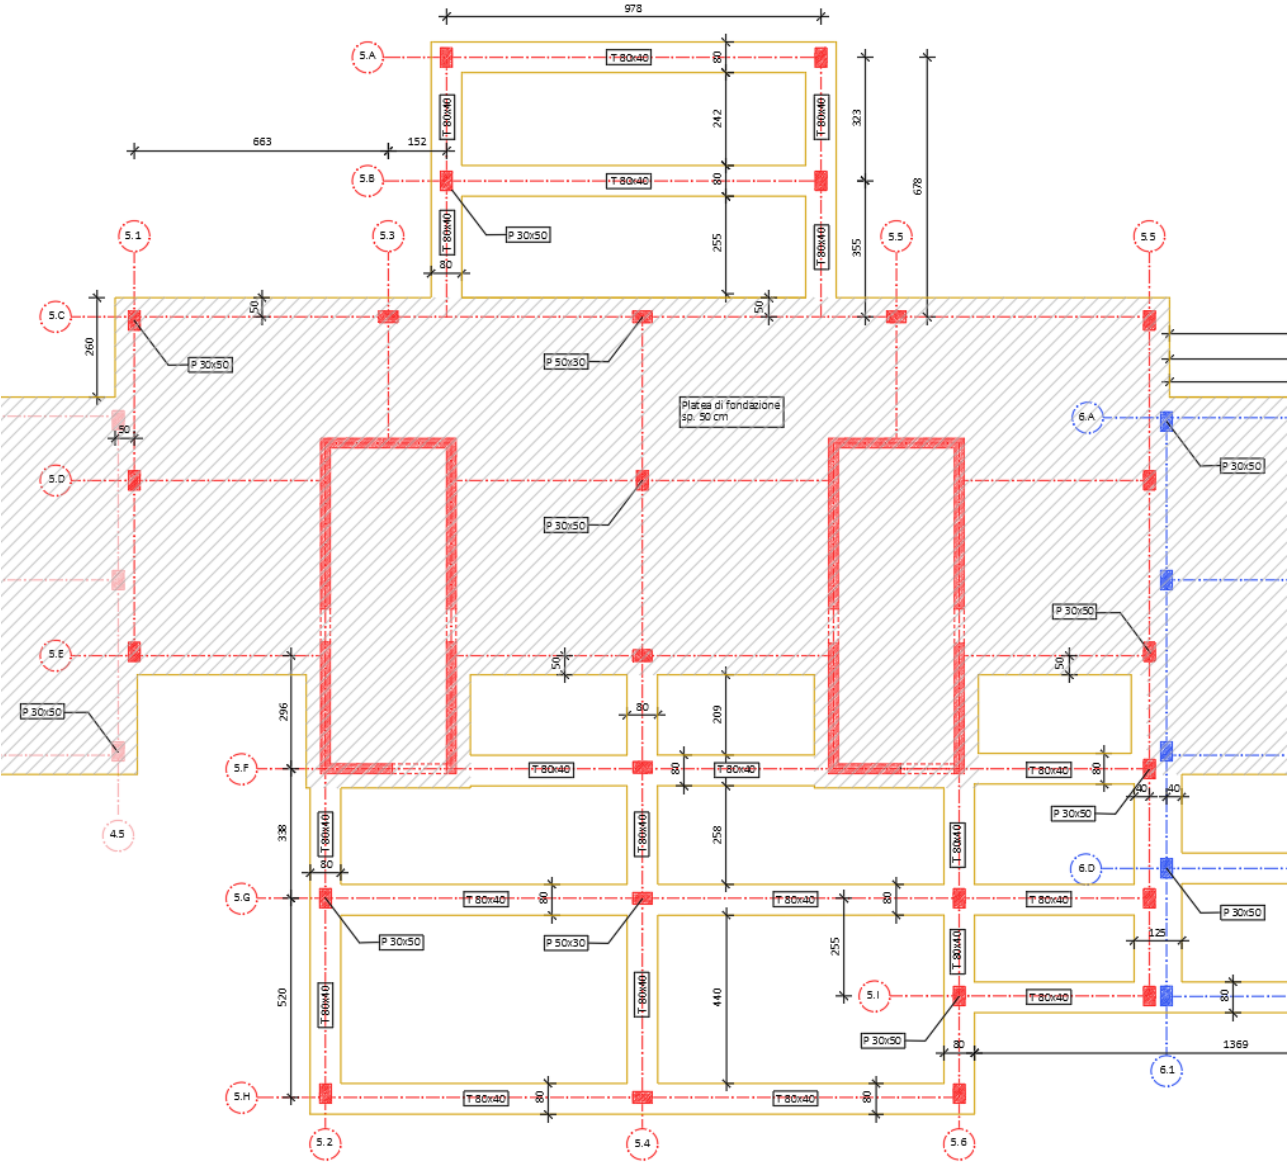 978
5.A
T 80x40
80
T 80x40
T 80x40
242
323
663
152
5.B
T 80x40
80
678
P 30x50
T 80x40
T 80x40
255
355
5.1
5.3
5.5
5.5
80
50
50
5.C
260
P 30x50
P 50x30
Platea di fondazione
sp. 50 cm
6.A
50
P 30x50
5.D
P 30x50
P 30x50
5.E
50
50
296
P 30x50
80
209
5.F
T 80x40
T 80x40
80
T 80x40
80
40
40
P 30x50
4.5
338
T 80x40
T 80x40
258
T 80x40
80
6.D
5.G
T 80x40
80
T 80x40
80
T 80x40
P 30x50
P 30x50
P 50x30
255
T 80x40
125
520
T 80x40
T 80x40
440
5.I
T 80x40
80
P 30x50
80
1369
6.1
5.H
T 80x40
80
T 80x40
80
5.2
5.4
5.6